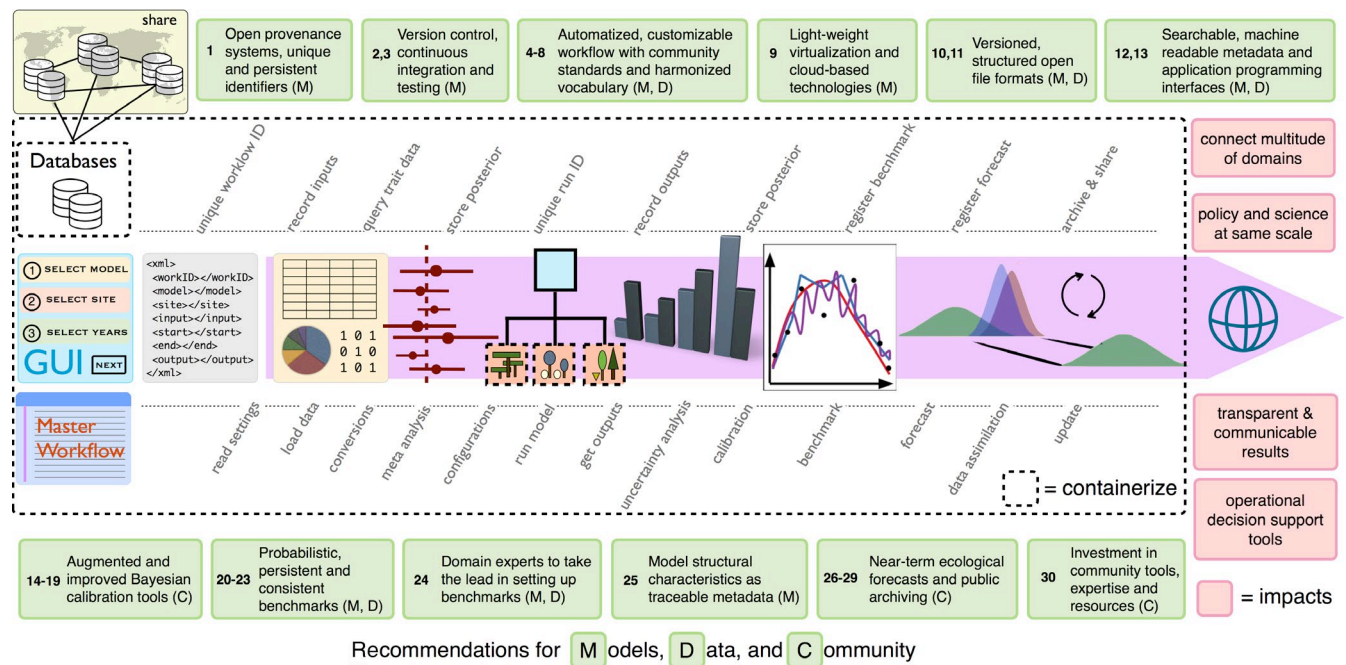 share
1 Open provenance
systems, unique
and persistent
identifiers (M)
2,3 Version control,
continuous
integration and
testing (M)
4-8 Automatized, customizable
workflow with community
standards and harmonized
vocabulary (M, D)
9 Light-weight
virtualization and
cloud-based
technologies (M)
10,11 Versioned,
structured open
file formats (M, D)
12,13 Searchable, machine
readable metadata and
application programming
interfaces (M, D)
Databases
unique worklow ID
record inputs
query trait data
store posterior
unique run ID
record outputs
store posterior
register becnhmark
register forecast
archive & share
connect multitude
of domains
policy and science
at same scale
1 SELECT MODEL
2 SELECT SITE
3 SELECT YEARS
GUI NEXT
<xml>
<workID></workID>
<model></model>
<site></site>
<input></input>
<start></start>
<end></end>
<output></output>
</xml>
1 0 1
0 1 0
1 0 1
Master
Workflow
read settings
load data
conversions
meta analysis
configurations
run model
get outputs
uncertainty analysis
calibration
benchmark
forecast
data assimilation
update
= containerize
transparent &
communicable
results
operational
decision support
tools
14-19 Augmented and
improved Bayesian
calibration tools (C)
20-23 Probabilistic,
persistent and
consistent
benchmarks (M, D)
24 Domain experts to take
the lead in setting up
benchmarks (M, D)
25 Model structural
characteristics as
traceable metadata (M)
26-29 Near-term ecological
forecasts and public
archiving (C)
30 Investment in
community tools,
expertise and
resources (C)
= impacts
Recommendations for Models, Data, and Community